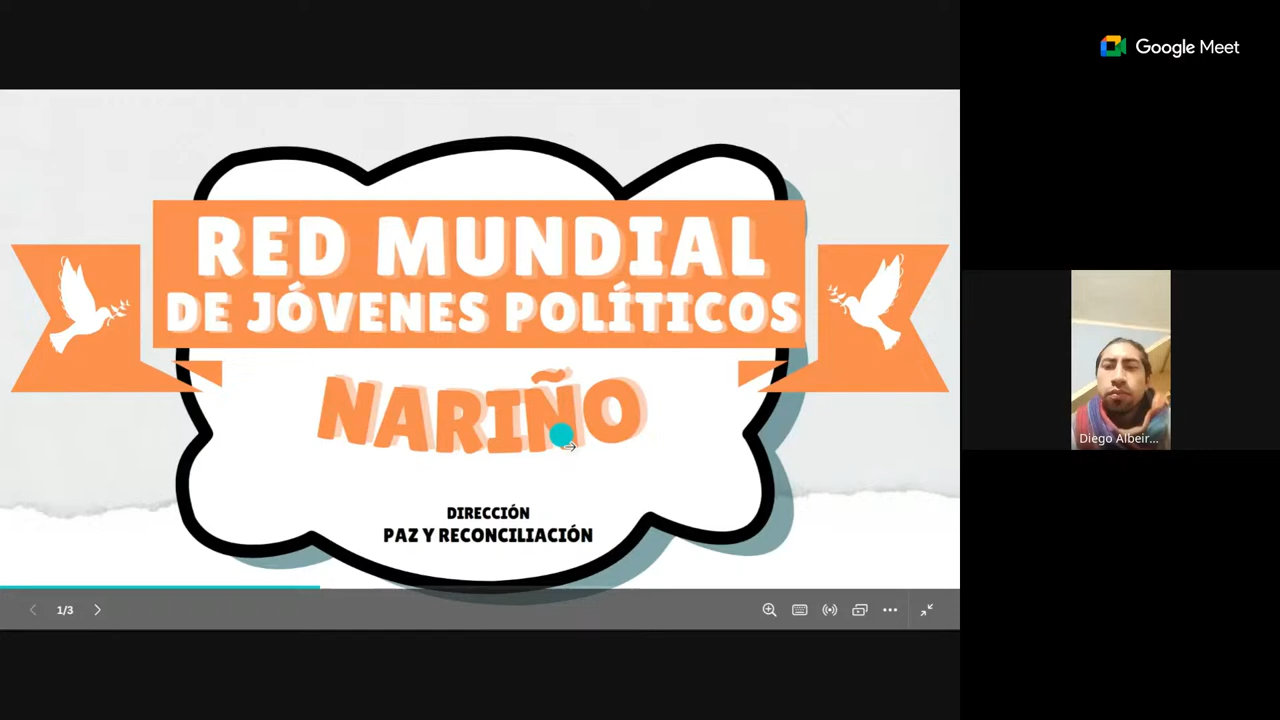 Google Meet
RED MUNDIAL
DE JÓVENES POLÍTICOS
NARIÑO
DIRECCIÓN
PAZ Y RECONCILIACIÓN
Diego Albeir...
1/3